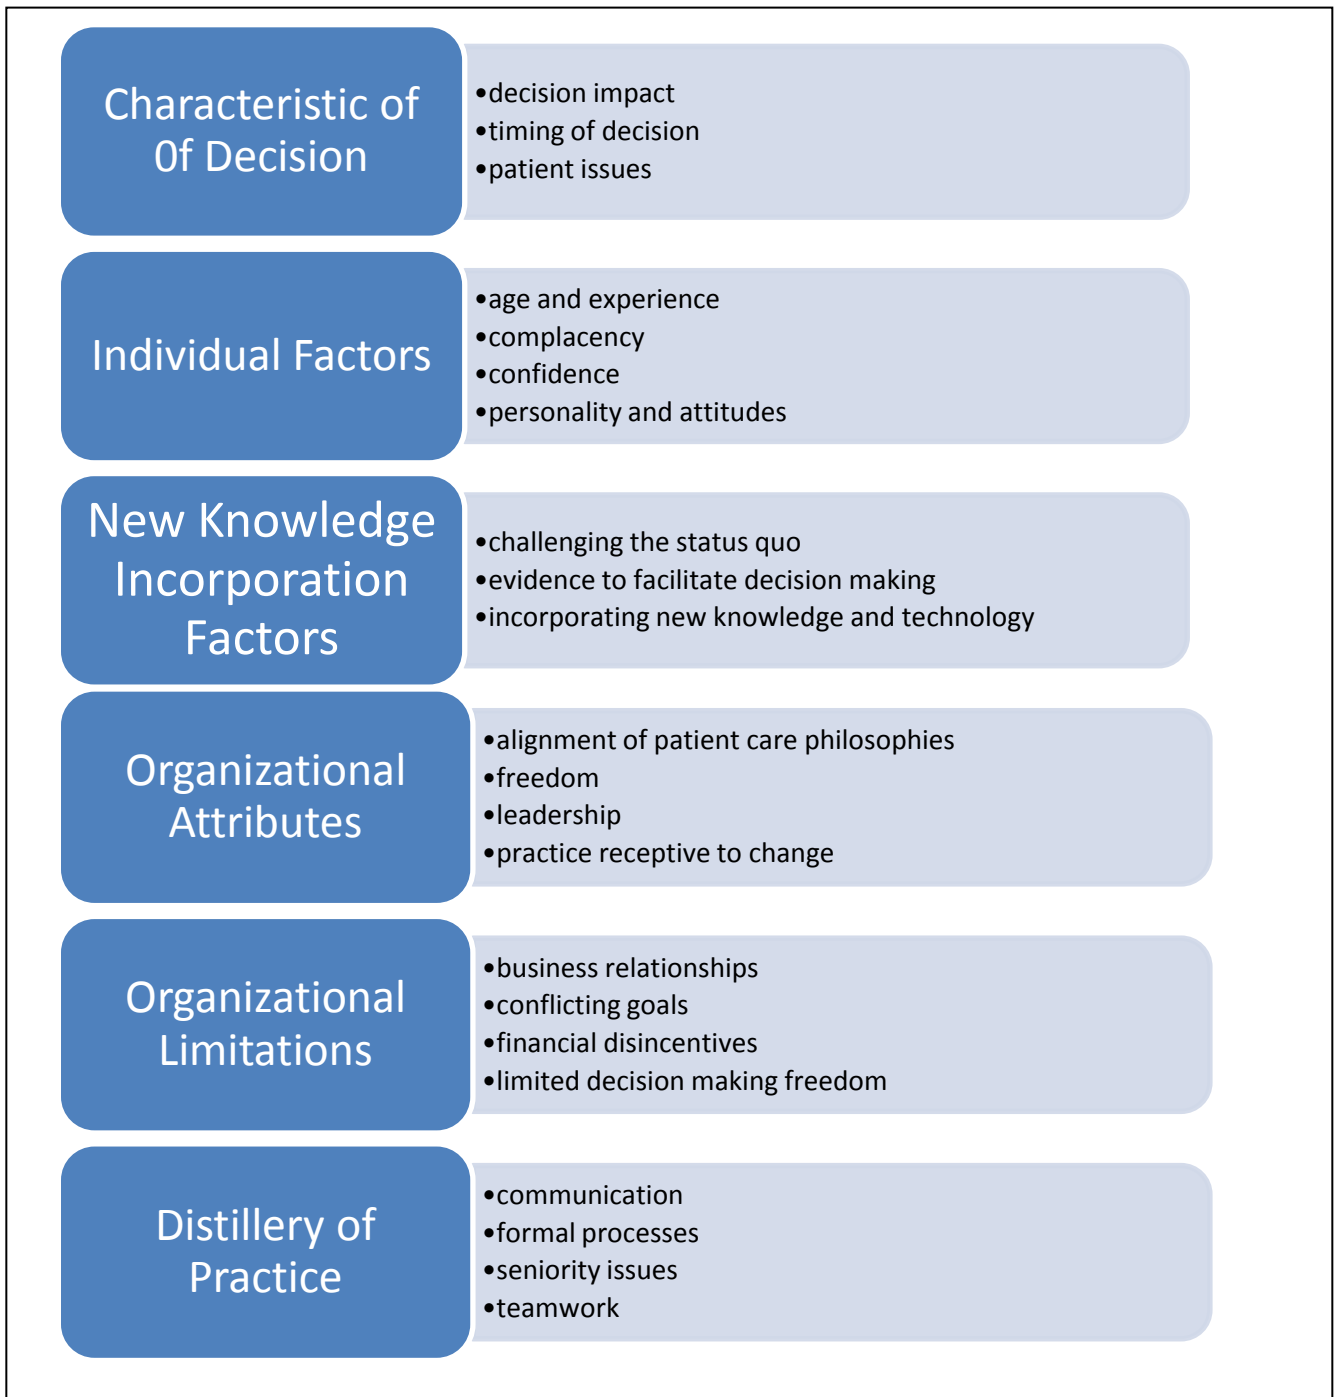 Characteristic of
0f Decision
•decision impact
•timing of decision
•patient issues
Individual Factors
•age and experience
•complacency
•confidence
•personality and attitudes
New Knowledge
Incorporation
Factors
•challenging the status quo
•evidence to facilitate decision making
•incorporating new knowledge and technology
Organizational
Attributes
•alignment of patient care philosophies
•freedom
•leadership
•practice receptive to change
Organizational
Limitations
•business relationships
•conflicting goals
•financial disincentives
•limited decision making freedom
Distillery of
Practice
•communication
•formal processes
•seniority issues
•teamwork